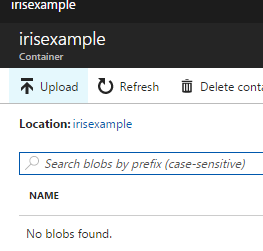 irisexample
irisexample
Container
Upload Refresh Delete conta
Location: irisexample
Search blobs by prefix (case-sensitive)
NAME
No blobs found.